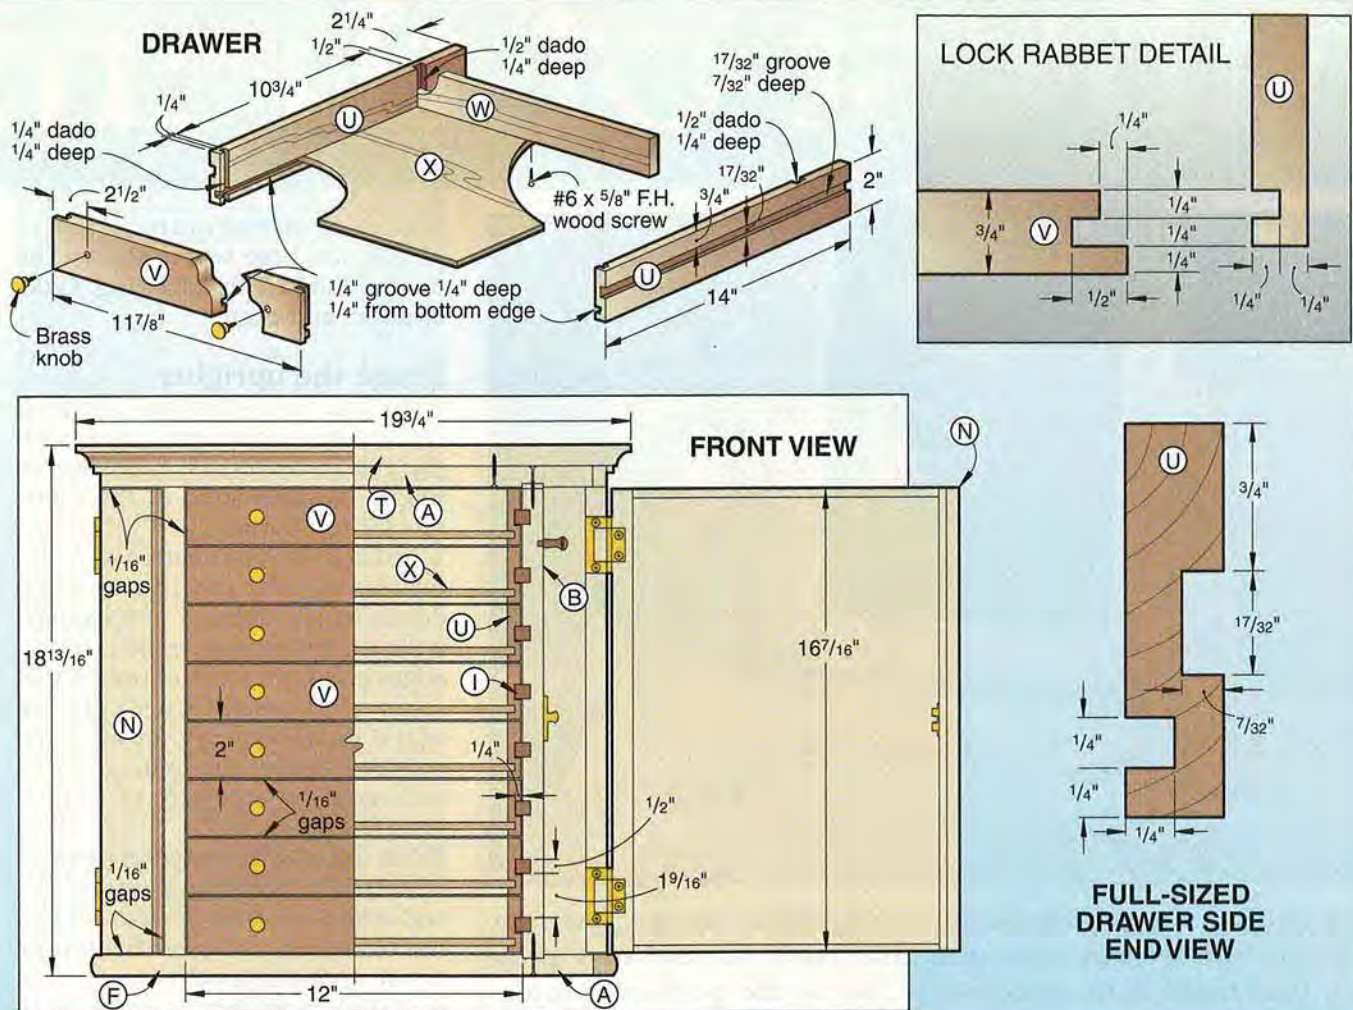 DRAWER
2 1/4"
1/2"
10 3/4"
1/4"
1/2" dado
1/4" deep
1/4" dado
1/4" deep
2 1/2"
U
W
X
V
#6 x 5/8" F.H.
wood screw
Brass
knob
11 7/8"
1/4" groove 1/4" deep
1/4" from bottom edge
17/32" groove
7/32" deep
1/2" dado
1/4" deep
17/32"
3/4"
2"
U
14"
LOCK RABBET DETAIL
U
1/4"
3/4"
V
1/4"
1/4"
1/4"
1/2"
1/4"
1/4"
19 3/4"
FRONT VIEW
N
T
A
V
1/16"
gaps
X
B
U
18 13/16"
16 7/16"
V
I
N
2"
1/4"
1/16"
gaps
1/2"
1/16"
gaps
1 9/16"
F
12"
A
U
3/4"
17/32"
7/32"
1/4"
1/4"
1/4"
FULL-SIZED
DRAWER SIDE
END VIEW